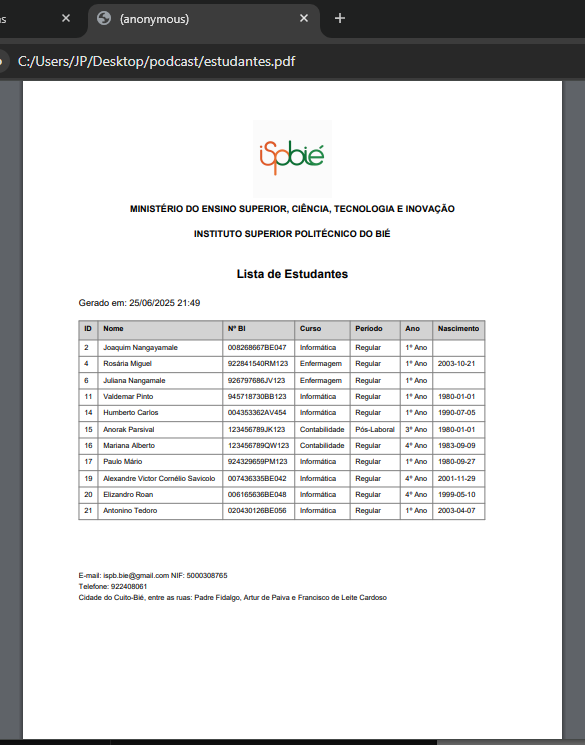 as
(anonymous)
C:/Users/JP/Desktop/podcast/estudantes.pdf
ispbié
MINISTÉRIO DO ENSINO SUPERIOR, CIÊNCIA, TECNOLOGIA E INOVAÇÃO
INSTITUTO SUPERIOR POLITÉCNICO DO BIÉ
Lista de Estudantes
Gerado em: 25/06/2025 21:49
ID Nome Nº BI Curso Período Ano Nascimento
2 Joaquim Nangayamale 008268667BE047 Informática Regular 1º Ano
4 Rosária Miguel 922841540RM123 Enfermagem Regular 1º Ano 2003-10-21
6 Juliana Nangamale 926797686JV123 Enfermagem Regular 1º Ano
11 Valdemar Pinto 945718730BB123 Informática Regular 1º Ano 1980-01-01
14 Humberto Carlos 004353362AV454 Informática Regular 1º Ano 1990-07-05
15 Anorak Parsival 123456789JK123 Contabilidade Pós-Laboral 3º Ano 1980-01-01
16 Mariana Alberto 123456789QW123 Contabilidade Regular 4º Ano 1983-09-09
17 Paulo Mário 924329659PM123 Informática Regular 1º Ano 1980-09-27
19 Alexandre Victor Cornélio Savicolo 007436335BE042 Informática Regular 4º Ano 2001-11-29
20 Elizandro Roan 006165636BE048 Informática Regular 4º Ano 1999-05-10
21 Antonino Tedoro 020430126BE056 Informática Regular 1º Ano 2003-04-07
E-mail: ispb.bie@gmail.com NIF: 5000308765
Telefone: 922408061
Cidade do Cuito-Bié, entre as ruas: Padre Fidalgo, Artur de Paiva e Francisco de Leite Cardoso